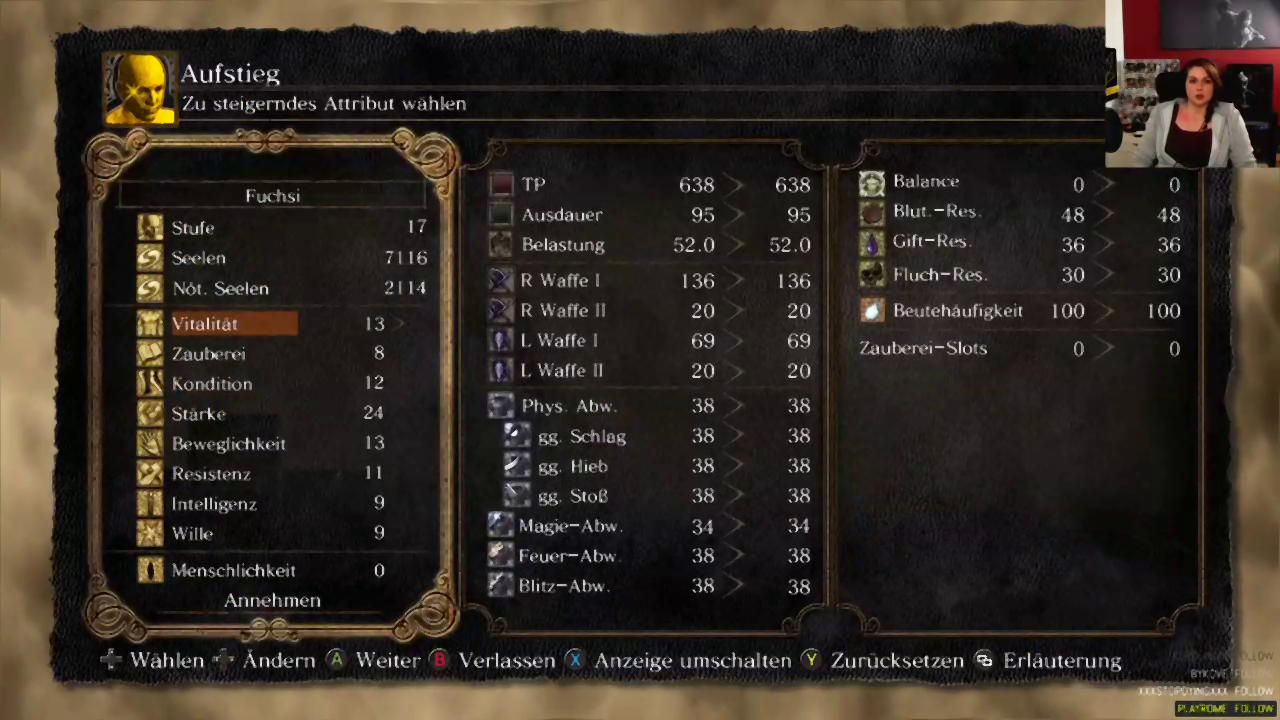 Aufstieg
Zu steigerndes Attribut wählen
Fuchsi
Stufe 17
Seelen 7116
Nöt. Seelen 2114
Vitalität 13
Zauberei 8
Kondition 12
Stärke 24
Beweglichkeit 13
Resistenz 11
Intelligenz 9
Wille 9
Menschlichkeit 0
Annehmen
TP 638 638
Ausdauer 95 95
Belastung 52.0 52.0
R Waffe I 136 136
R Waffe II 20 20
L Waffe I 69 69
L Waffe II 20 20
Phys. Abw. 38 38
gg. Schlag 38 38
gg. Hieb 38 38
gg. Stoß 38 38
Magie-Abw. 34 34
Feuer-Abw. 38 38
Blitz-Abw. 38 38
Balance 0 0
Blut.-Res. 48 48
Gift-Res. 36 36
Fluch-Res. 30 30
Beutehäufigkeit 100 100
Zauberei-Slots 0 0
Wählen Ändern A Weiter B Verlassen X Anzeige umschalten Y Zurücksetzen Erläuterung
FOLLOW
FOLLOW
XXXSTOPDYINGXXX FOLLOW
PLAYROME FOLLOW